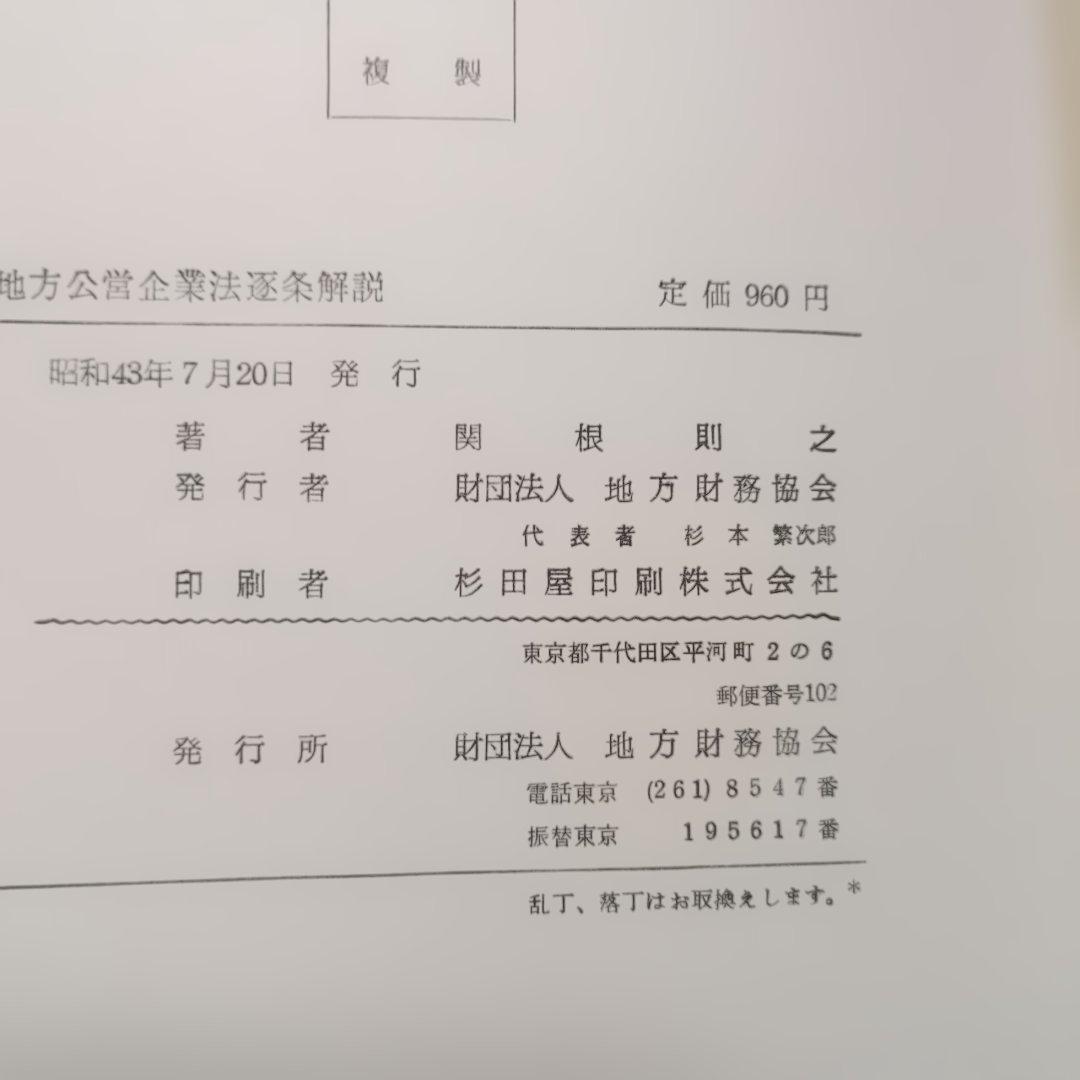 複製
地方公営企業法逐条解説 定価 960 円
昭和43年7月20日 発行
著者 関根則之
発行者 財団法人 地方財務協会
代表者 杉本 繁次郎
印刷者 杉田屋印刷株式会社
東京都千代田区平河町2の6
郵便番号102
発行所 財団法人 地方財務協会
電話東京 (261) 8547番
振替東京 195617番
乱丁、落丁はお取換えします。*